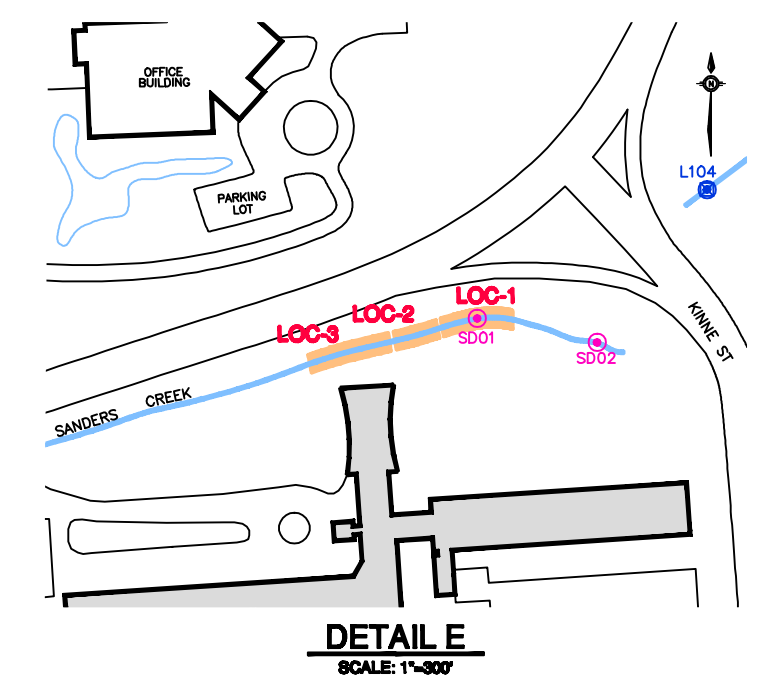 OFFICE
BUILDING
N
L104
PARKING
LOT
LOC-1
LOC-2
LOC-3
SD01
SD02
KINNE ST
SANDERS CREEK
DETAIL E
SCALE: 1"=300'